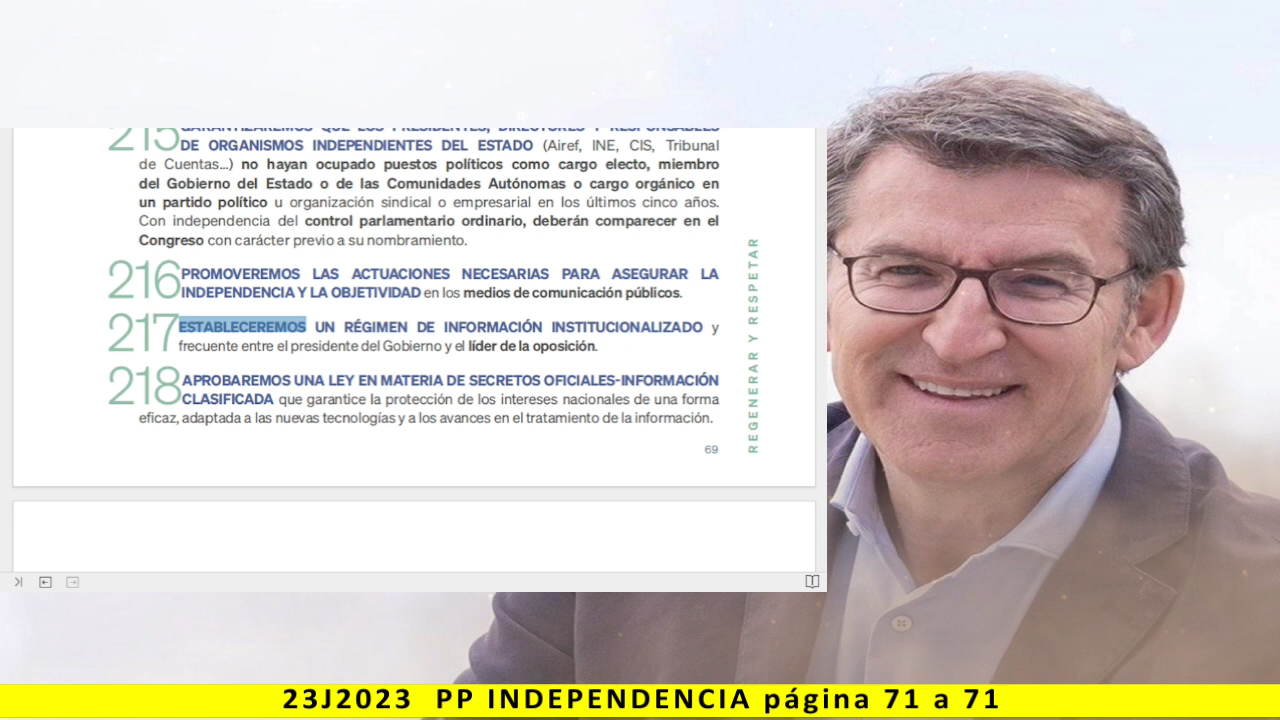 215 GARANTIZAREMOS QUE LOS PRESIDENTES, DIRECTORES Y RESPONSABLES
DE ORGANISMOS INDEPENDIENTES DEL ESTADO (Airef, INE, CIS, Tribunal
de Cuentas...) no hayan ocupado puestos políticos como cargo electo, miembro
del Gobierno del Estado o de las Comunidades Autónomas o cargo orgánico en
un partido político u organización sindical o empresarial en los últimos cinco años.
Con independencia del control parlamentario ordinario, deberán comparecer en el
Congreso con carácter previo a su nombramiento.
216 PROMOVEREMOS LAS ACTUACIONES NECESARIAS PARA ASEGURAR LA
INDEPENDENCIA Y LA OBJETIVIDAD en los medios de comunicación públicos.
217 ESTABLECEREMOS UN RÉGIMEN DE INFORMACIÓN INSTITUCIONALIZADO y
frecuente entre el presidente del Gobierno y el líder de la oposición.
218 APROBAREMOS UNA LEY EN MATERIA DE SECRETOS OFICIALES-INFORMACIÓN
CLASIFICADA que garantice la protección de los intereses nacionales de una forma
eficaz, adaptada a las nuevas tecnologías y a los avances en el tratamiento de la información.
69
REGENERAR Y RESPETAR
23J2023 PP INDEPENDENCIA página 71 a 71